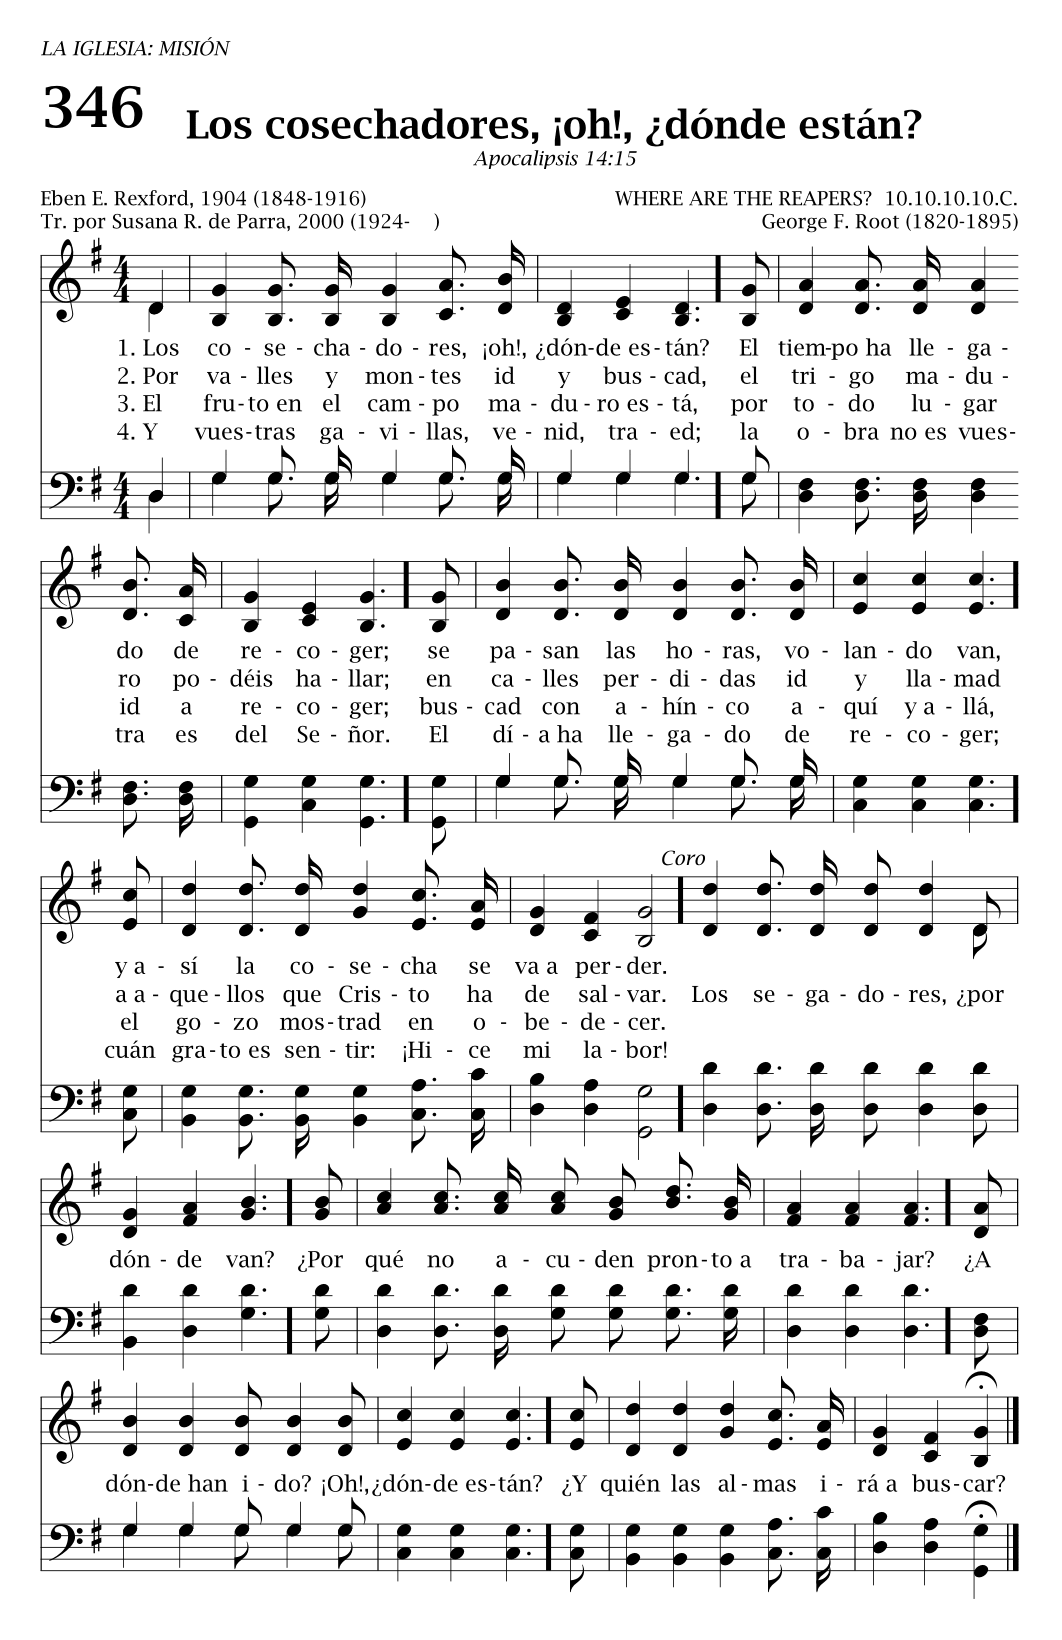 LA IGLESIA: MISIÓN
346
Los cosechadores, ¡oh!, ¿dónde están?
Apocalipsis 14:15
Eben E. Rexford, 1904 (1848-1916)
WHERE ARE THE REAPERS? 10.10.10.10.C.
Tr. por Susana R. de Parra, 2000 (1924- )
George F. Root (1820-1895)
1. Los co - se - cha - do - res, ¡oh!, ¿dón-de es-tán? El tiem-po ha lle - ga -
2. Por va - lles y mon - tes id y bus - cad, el tri - go ma - du -
3. El fru-to en el cam - po ma - du - ro es - tá, por to - do lu - gar
4. Y vues-tras ga - vi - llas, ve - nid, tra - ed; la o - bra no es vues-
do de re - co - ger; se pa - san las ho - ras, vo - lan - do van,
ro po - déis ha - llar; en ca - lles per - di - das id y lla - mad
id a re - co - ger; bus - cad con a - hín - co a - quí y a - llá,
tra es del Se - ñor. El dí - a ha lle - ga - do de re - co - ger;
Coro
y a - sí la co - se - cha se va a per - der.
a a - que - llos que Cris - to ha de sal - var. Los se - ga - do - res, ¿por
el go - zo mos-trad en o - be - de - cer.
cuán gra-to es sen - tir: ¡Hi - ce mi la - bor!
dón - de van? ¿Por qué no a - cu - den pron-to a tra - ba - jar? ¿A
dón-de han i - do? ¡Oh!, ¿dón-de es-tán? ¿Y quién las al - mas i - rá a bus-car?